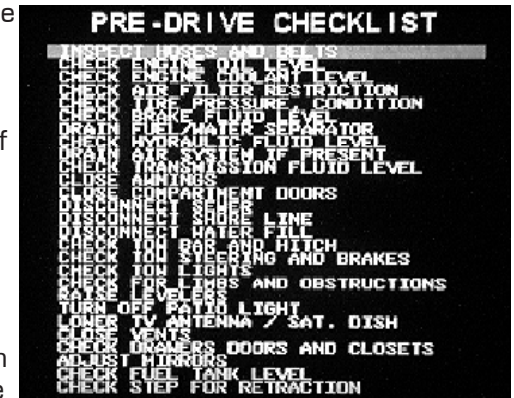 PRE-DRIVE CHECKLIST
INSPECT HOSES AND BELTS
CHECK ENGINE OIL LEVEL
CHECK ENGINE COOLANT LEVEL
CHECK AIR FILTER RESTRICTION
CHECK TIRE PRESSURE, CONDITION
CHECK BRAKE FLUID LEVEL
DRAIN FUEL/WATER SEPARATOR
CHECK HYDRAULIC FLUID LEVEL
DRAIN AIR SYSTEM IF PRESENT
CHECK TRANSMISSION FLUID LEVEL
CLOSE AWNINGS
CLOSE COMPARTMENT DOORS
DISCONNECT SEWER
DISCONNECT SHORE LINE
DISCONNECT WATER FILL
CHECK TOW BAR AND HITCH
CHECK TOW STEERING AND BRAKES
CHECK TOW LIGHTS
CHECK FOR LIMBS AND OBSTRUCTIONS
RAISE LEVELERS
TURN OFF PATIO LIGHT
LOWER TV ANTENNA / SAT. DISH
CLOSE VENTS
CHECK DRAWERS DOORS AND CLOSETS
ADJUST MIRRORS
CHECK FUEL TANK LEVEL
CHECK STEP FOR RETRACTION